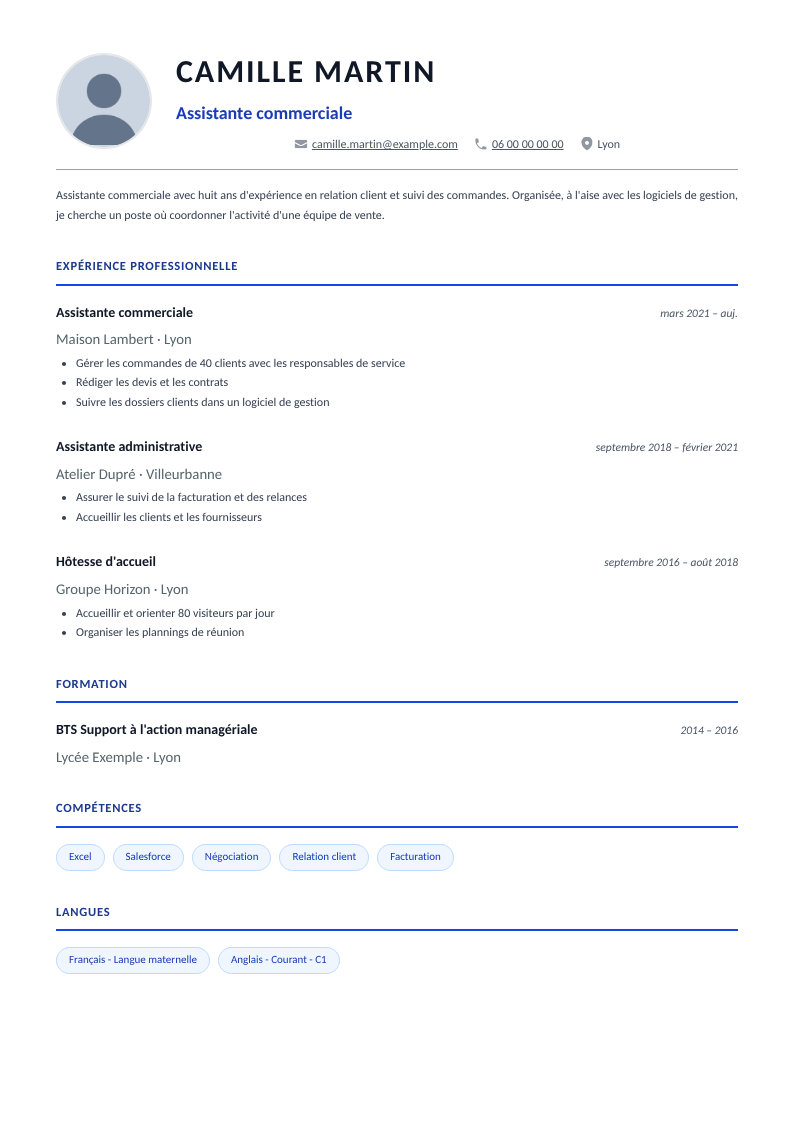 CAMILLE MARTIN
Assistante commerciale
camille.martin@example.com 06 00 00 00 00 Lyon
Assistante commerciale avec huit ans d'expérience en relation client et suivi des commandes. Organisée, à l'aise avec les logiciels de gestion,
je cherche un poste où coordonner l'activité d'une équipe de vente.
EXPÉRIENCE PROFESSIONNELLE
Assistante commerciale mars 2021 – auj.
Maison Lambert · Lyon
• Gérer les commandes de 40 clients avec les responsables de service
• Rédiger les devis et les contrats
• Suivre les dossiers clients dans un logiciel de gestion
Assistante administrative septembre 2018 – février 2021
Atelier Dupré · Villeurbanne
• Assurer le suivi de la facturation et des relances
• Accueillir les clients et les fournisseurs
Hôtesse d'accueil septembre 2016 – août 2018
Groupe Horizon · Lyon
• Accueillir et orienter 80 visiteurs par jour
• Organiser les plannings de réunion
FORMATION
BTS Support à l'action managériale 2014 – 2016
Lycée Exemple · Lyon
COMPÉTENCES
Excel Salesforce Négociation Relation client Facturation
LANGUES
Français - Langue maternelle Anglais - Courant - C1